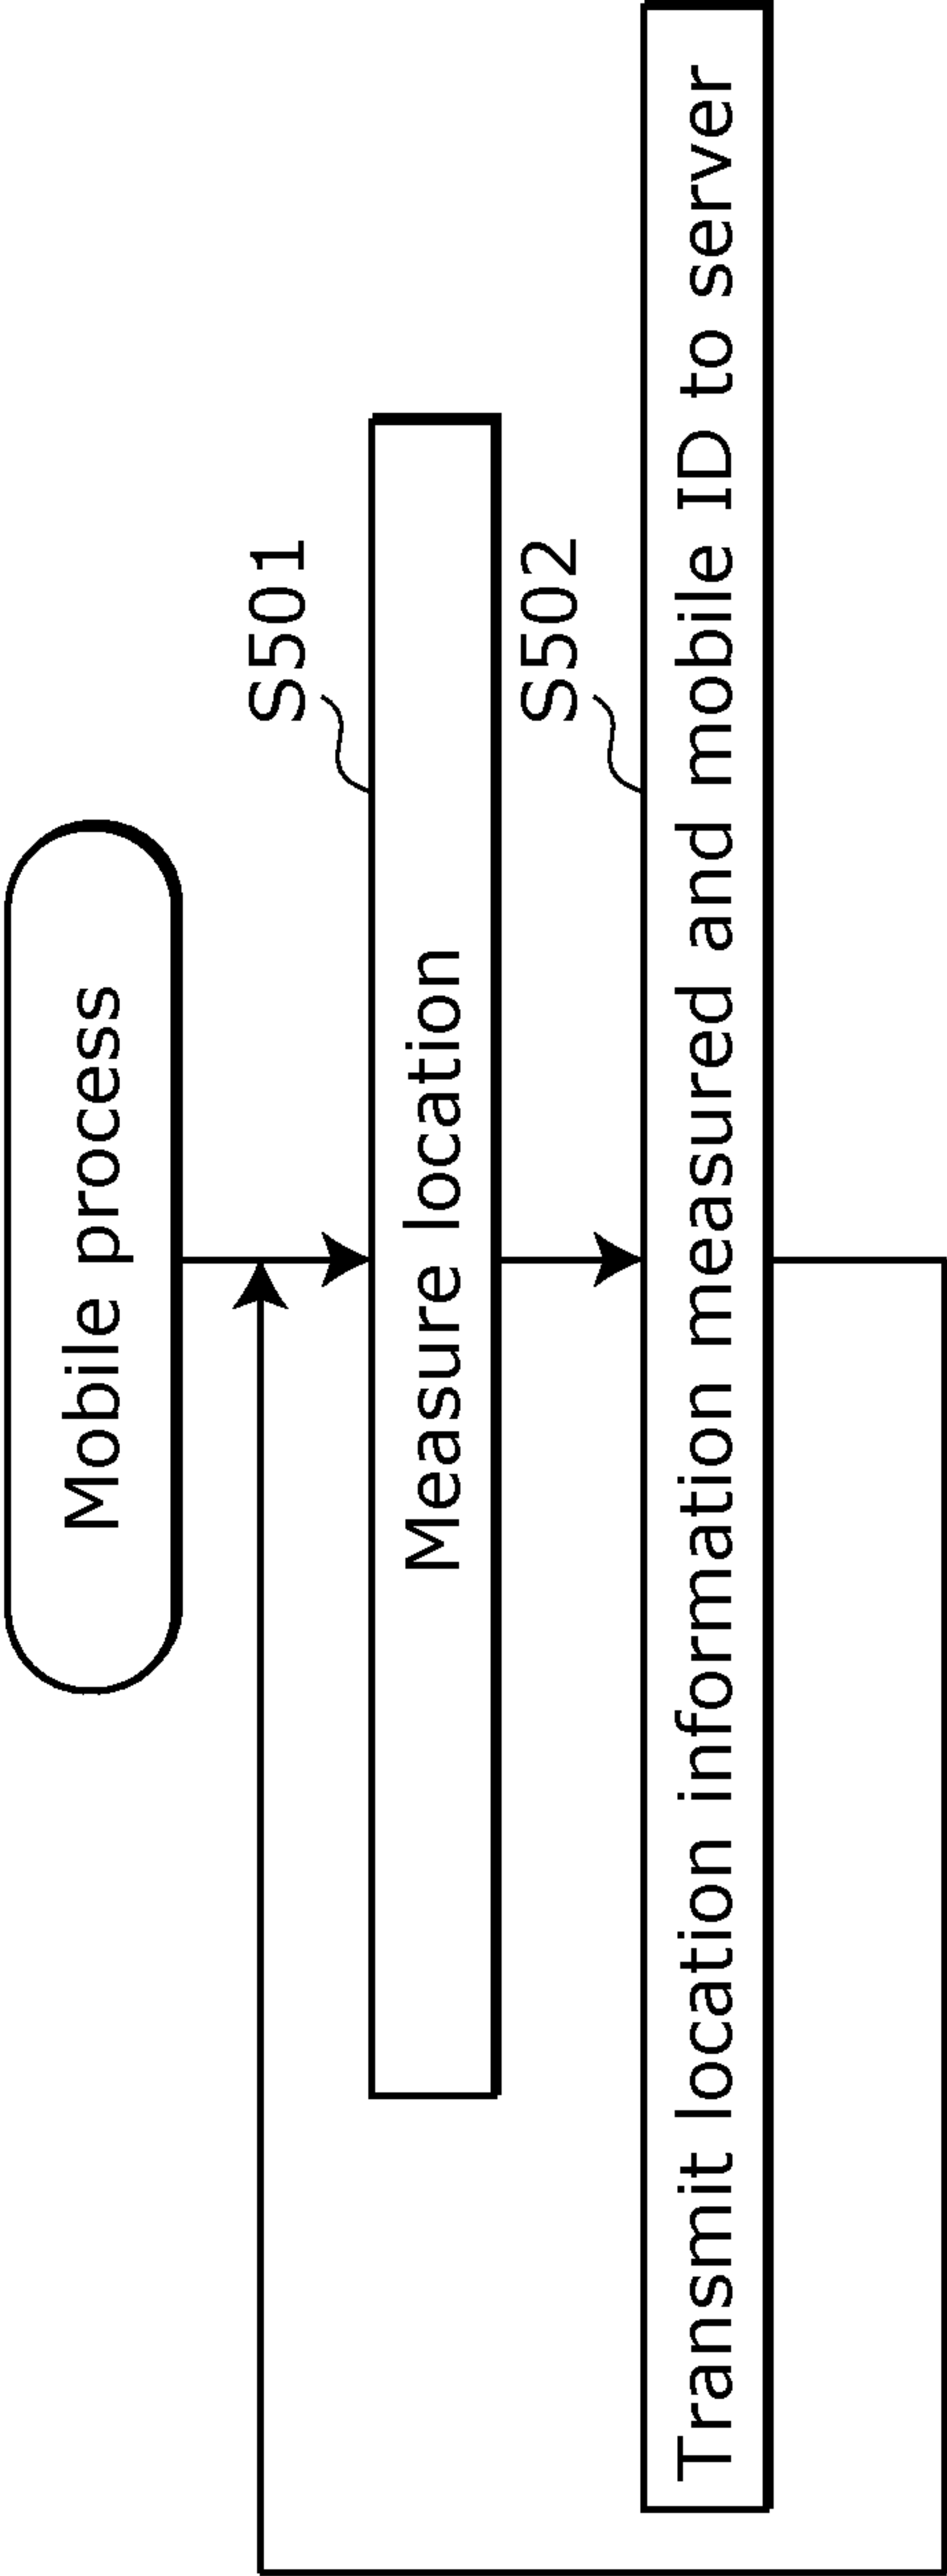 Mobile process
S501
Measure location
S502
Transmit location information measured and mobile ID to server